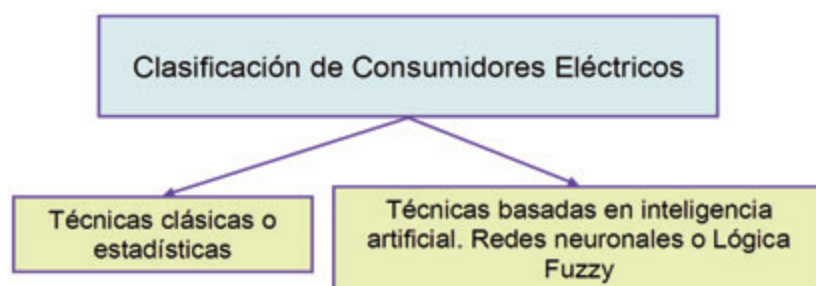 Clasificación de Consumidores Eléctricos
Técnicas clásicas o
estadísticas
Técnicas basadas en inteligencia
artificial. Redes neuronales o Lógica
Fuzzy